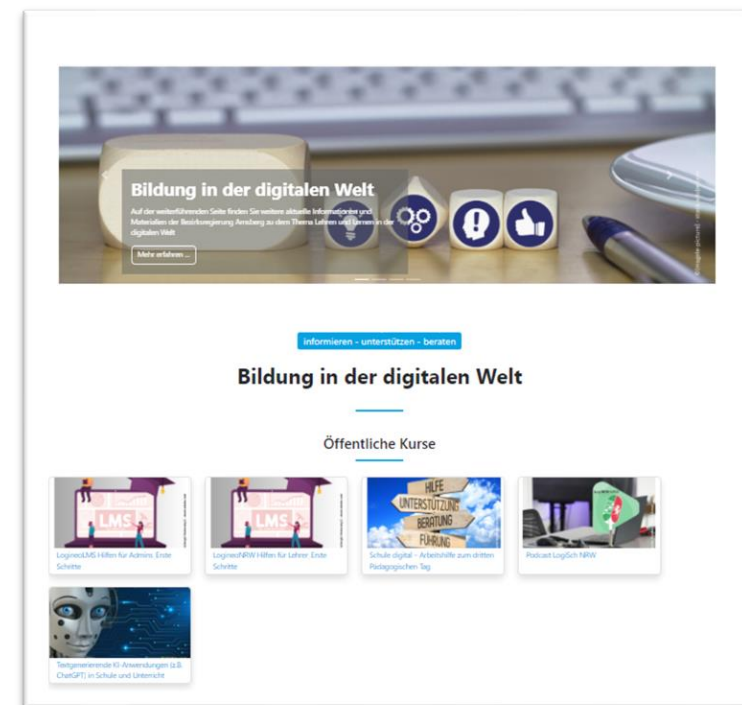 Bildung in der digitalen Welt
Auf der weiterführenden Seite finden Sie weitere aktuelle Informationen und
Materialien der Bezirksregierung Arnsberg zu dem Thema Lehren und Lernen in der
digitalen Welt
Mehr erfahren ...
informieren - unterstützen - beraten
Bildung in der digitalen Welt
Öffentliche Kurse
LMS
LMS
HILFE
UNTERSTÜTZUNG
BERATUNG
FÜHRUNG
LogineoLMS Hilfen für Admins Erste
Schritte
LogineoNRW Hilfen für Lehrer Erste
Schritte
Schule digital – Arbeitshilfe zum dritten
Pädagogischen Tag
Podcast LogiSch NRW
Textgenerierende KI-Anwendungen (z.B.
ChatGPT) in Schule und Unterricht